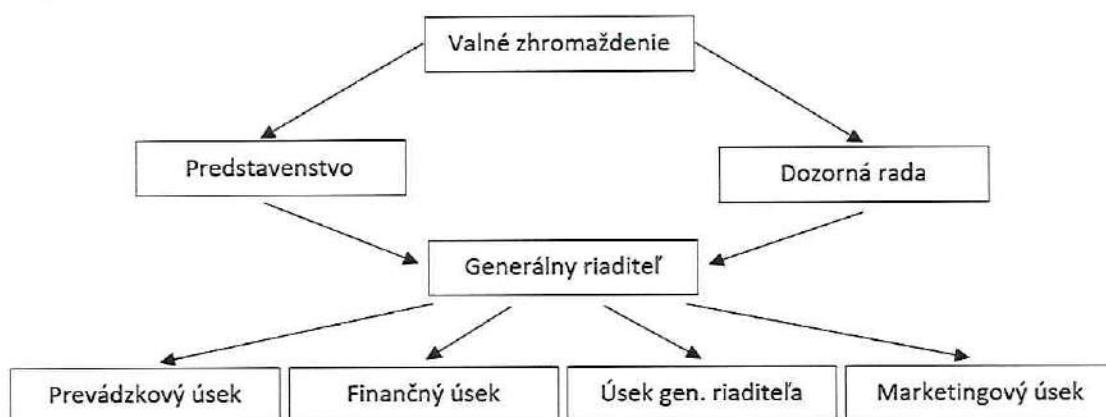 Valné zhromaždenie
Predstavenstvo
Dozorná rada
Generálny riaditeľ
Prevádzkový úsek
Finančný úsek
Úsek gen. riaditeľa
Marketingový úsek